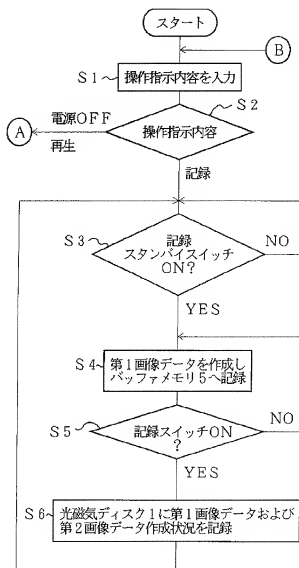 スタート
B
S1
操作指示内容を入力
S2
電源OFF
A
再生
操作指示内容
記録
S3
記録
スタンバイスイッチ
ON?
NO
YES
S4
第1画像データを作成し
バッファメモリ5へ記録
S5
記録スイッチON
?
NO
YES
S6
光磁気ディスク1に第1画像データおよび
第2画像データ作成状況を記録